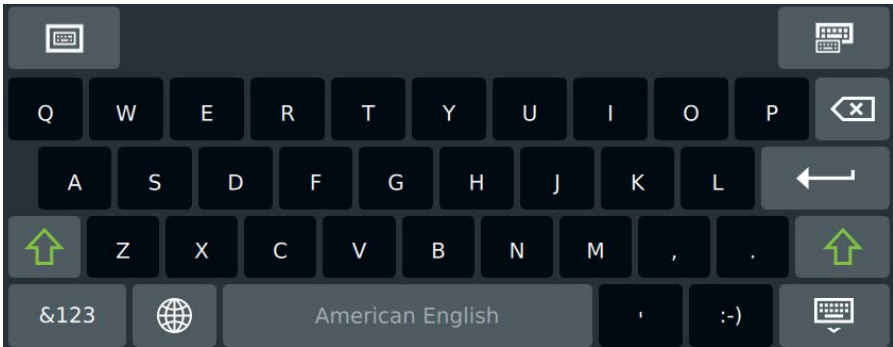 Q W E R T Y U I O P
A S D F G H J K L
Z X C V B N M , .
&123 American English ' :-)